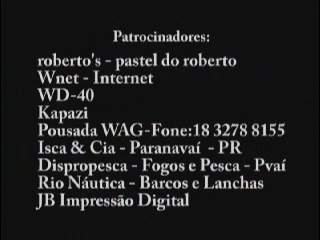 Patrocinadores:
roberto's - pastel do roberto
Wnet - Internet
WD-40
Kapazi
Pousada WAG-Fone:18 3278 8155
Isca & Cia - Paranavaí - PR
Dispropesca - Fogos e Pesca - Pvaí
Rio Náutica - Barcos e Lanchas
JB Impressão Digital